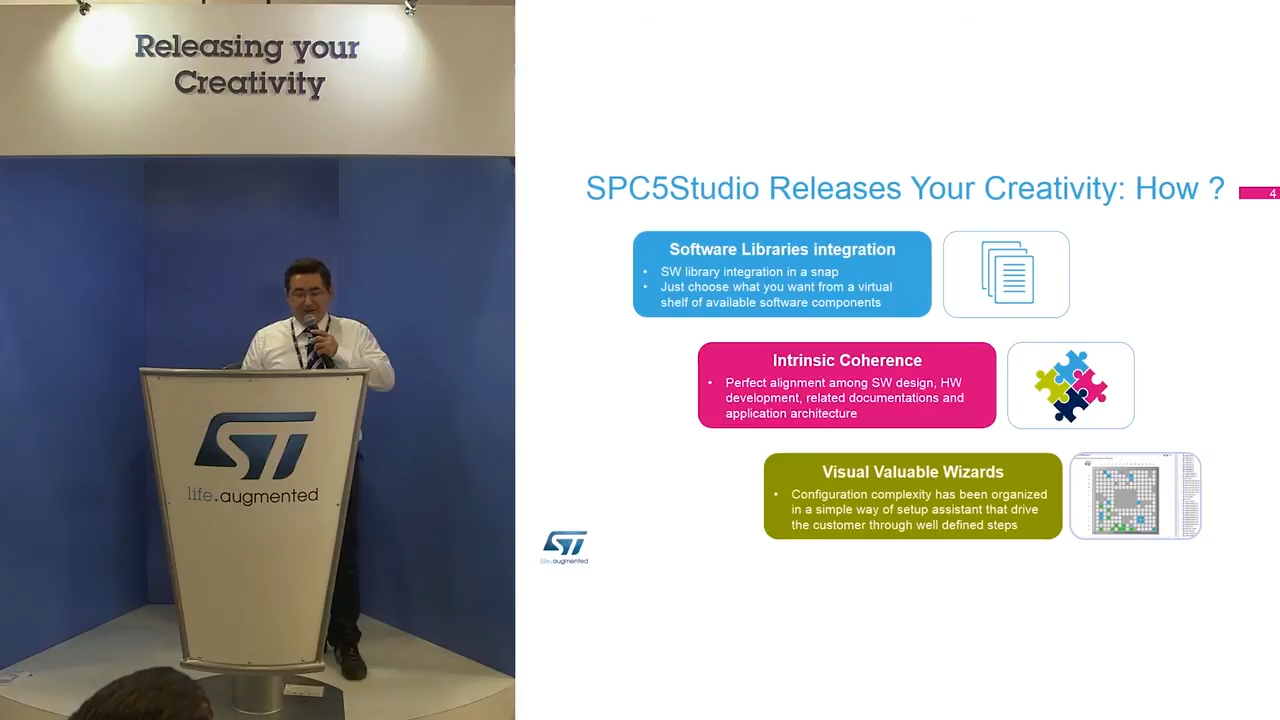 Releasing your
Creativity
ST
life.augmented
SPC5Studio Releases Your Creativity: How ?
4
Software Libraries integration
• SW library integration in a snap
• Just choose what you want from a virtual
shelf of available software components
Intrinsic Coherence
• Perfect alignment among SW design, HW
development, related documentations and
application architecture
Visual Valuable Wizards
• Configuration complexity has been organized
in a simple way of setup assistant that drive
the customer through well defined steps
ST
life.augmented